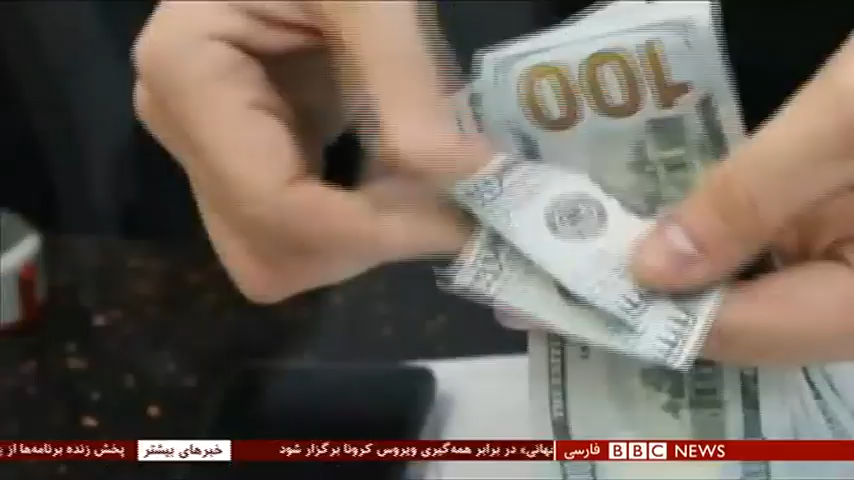 100
BBC NEWS فارسی
جهانی» در برابر همه‌گیری ویروس کرونا برگزار شود
خبرهای بیشتر
پخش زنده برنامه‌ها از